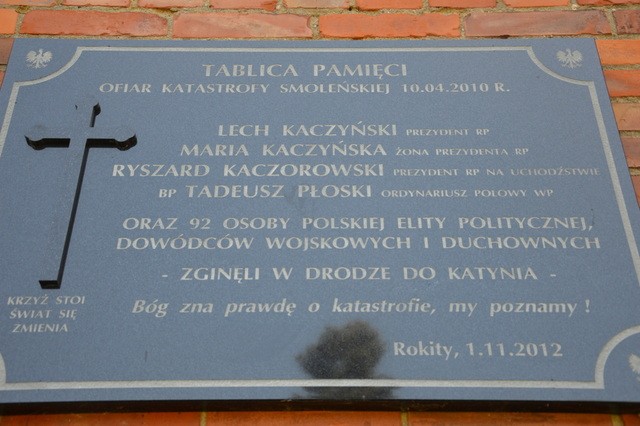 TABLICA PAMIĘCI
OFIAR KATASTROFY SMOLEŃSKIEJ 10.04.2010 R.
LECH KACZYŃSKI PREZYDENT RP
MARIA KACZYŃSKA ŻONA PREZYDENTA RP
RYSZARD KACZOROWSKI PREZYDENT RP NA UCHODŹSTWIE
BP TADEUSZ PŁOSKI ORDYNARIUSZ POLOWY WP
ORAZ 92 OSOBY POLSKIEJ ELITY POLITYCZNEJ,
DOWÓDCÓW WOJSKOWYCH I DUCHOWNYCH
- ZGINĘLI W DRODZE DO KATYNIA -
KRZYŻ STOI
ŚWIAT SIĘ
ZMIENIA
Bóg zna prawdę o katastrofie, my poznamy !
Rokity, 1.11.2012